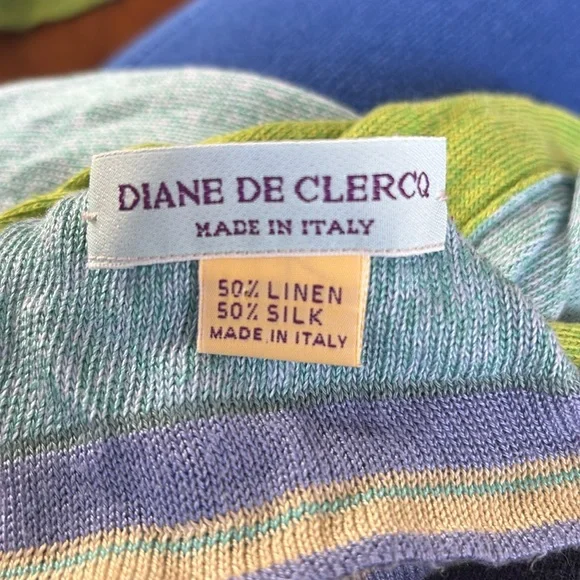 DIANE DE CLERCQ
MADE IN ITALY
50% LINEN
50% SILK
MADE IN ITALY